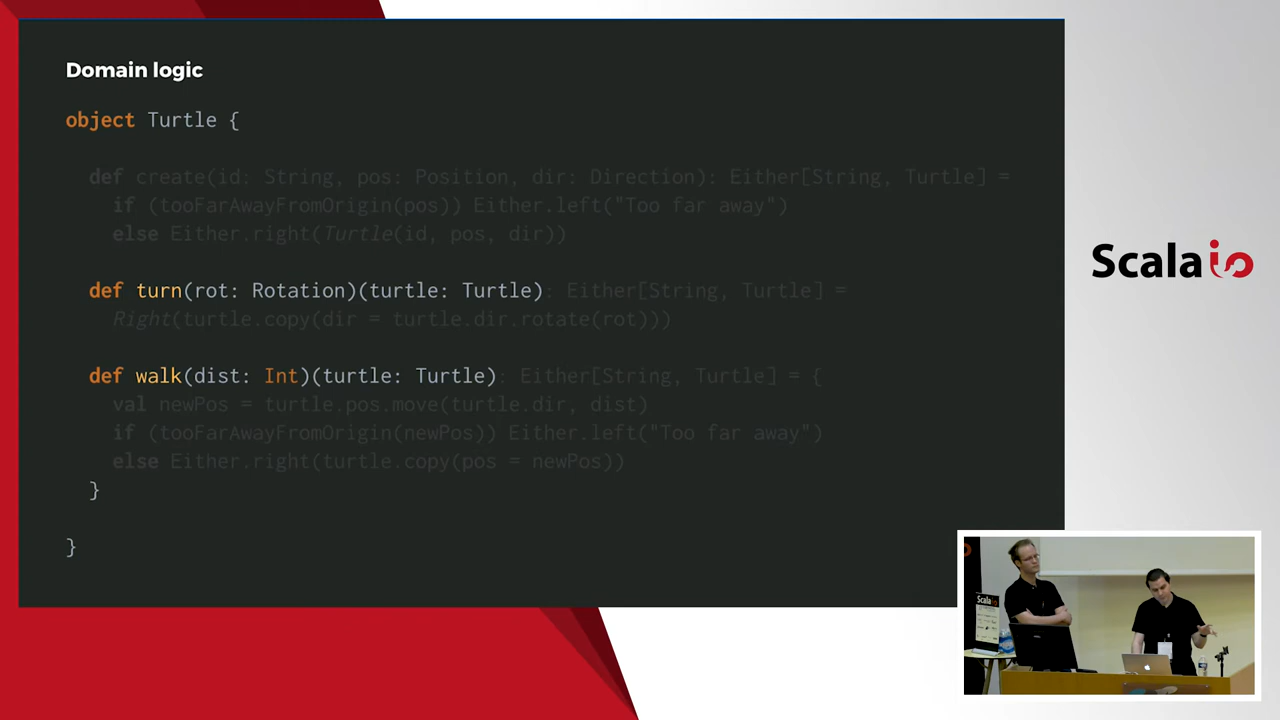 Domain logic
object Turtle {
def create(id: String, pos: Position, dir: Direction): Either[String, Turtle] =
if (tooFarAwayFromOrigin(pos)) Either.left("Too far away")
else Either.right(Turtle(id, pos, dir))
def turn(rot: Rotation)(turtle: Turtle): Either[String, Turtle] =
Right(turtle.copy(dir = turtle.dir.rotate(rot)))
def walk(dist: Int)(turtle: Turtle): Either[String, Turtle] = {
val newPos = turtle.pos.move(turtle.dir, dist)
if (tooFarAwayFromOrigin(newPos)) Either.left("Too far away")
else Either.right(turtle.copy(pos = newPos))
}
}
Scala io
Scala